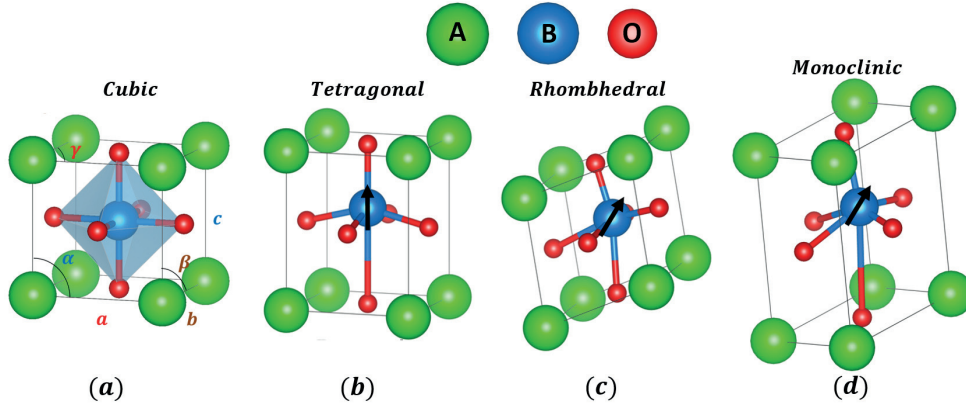 A B O
Cubic
Tetragonal
Rhombhedral
Monoclinic
γ
c
α
β
a
b
(a)
(b)
(c)
(d)